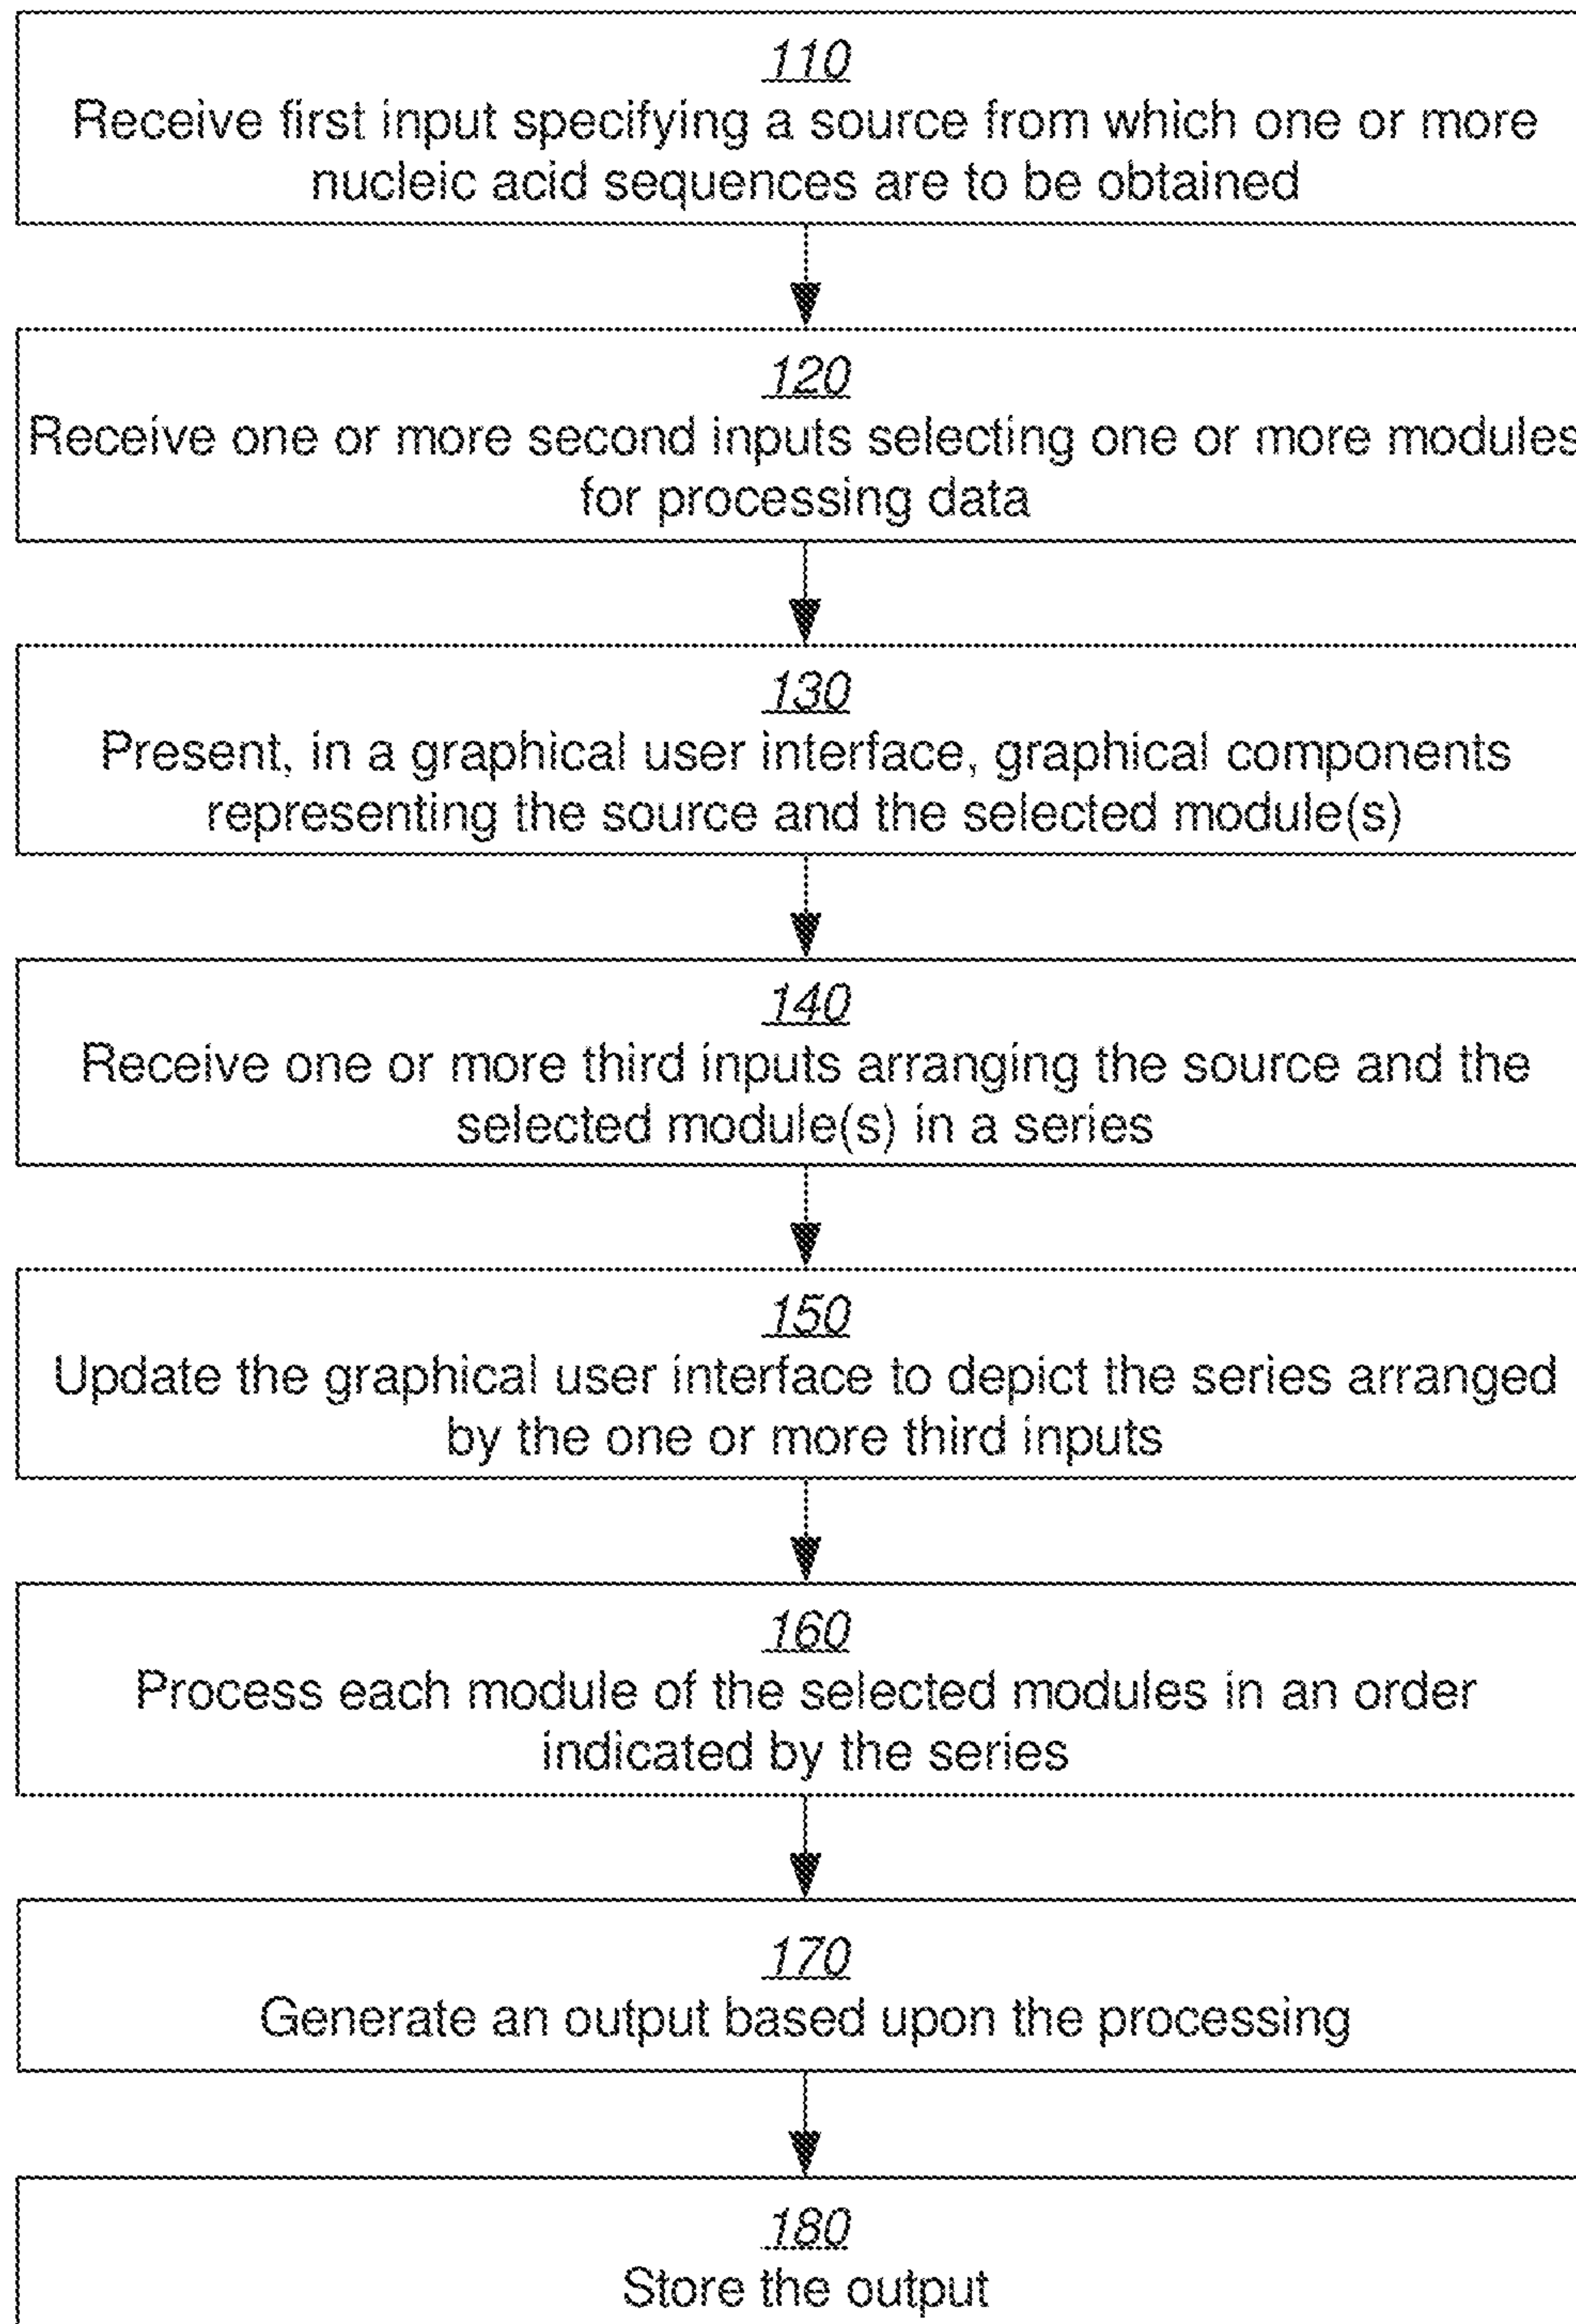 110
Receive first input specifying a source from which one or more
nucleic acid sequences are to be obtained
120
Receive one or more second inputs selecting one or more modules
for processing data
130
Present, in a graphical user interface, graphical components
representing the source and the selected module(s)
140
Receive one or more third inputs arranging the source and the
selected module(s) in a series
150
Update the graphical user interface to depict the series arranged
by the one or more third inputs
160
Process each module of the selected modules in an order
indicated by the series
170
Generate an output based upon the processing
180
Store the output